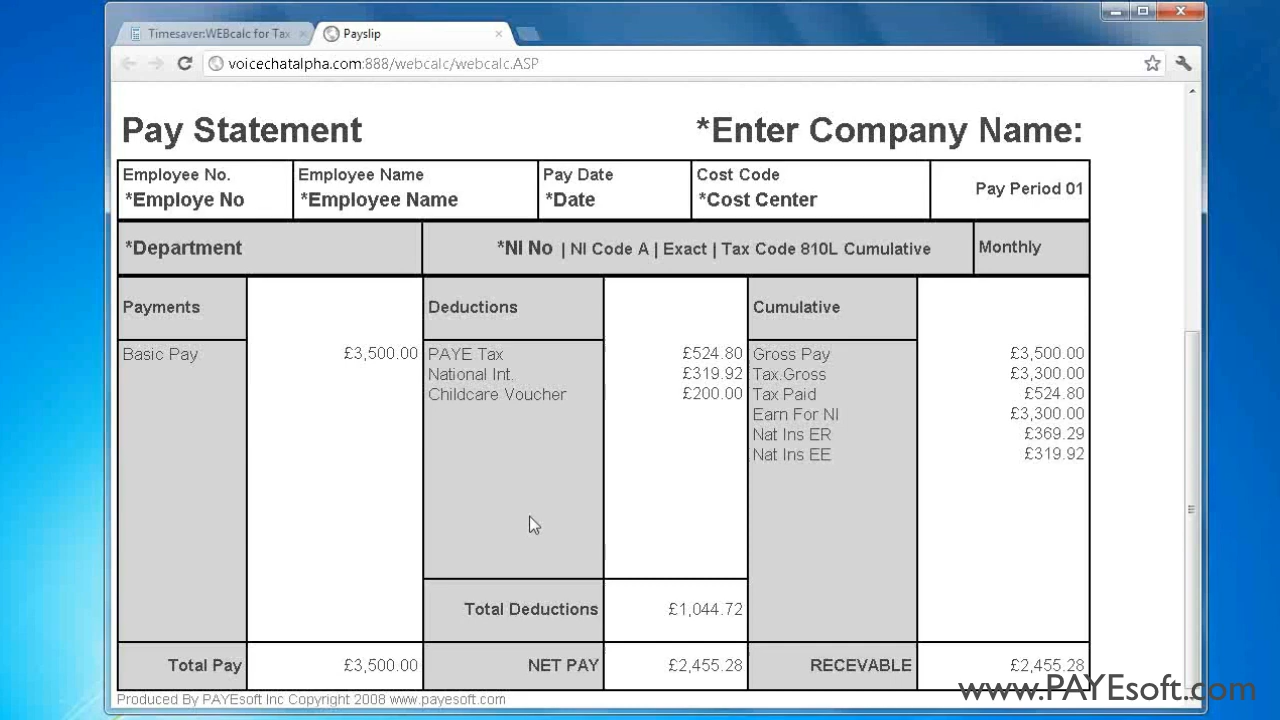 Timesaver:WEBcalc for Tax
Payslip
voicechatalpha.com:888/webcalc/webcalc.ASP
Pay Statement *Enter Company Name:
Employee No. Employee Name Pay Date Cost Code
*Employe No *Employee Name *Date *Cost Center Pay Period 01
*Department *NI No | NI Code A | Exact | Tax Code 810L Cumulative Monthly
Payments Deductions Cumulative
Basic Pay £3,500.00 PAYE Tax £524.80 Gross Pay £3,500.00
National Int. £319.92 Tax.Gross £3,300.00
Childcare Voucher £200.00 Tax Paid £524.80
Earn For NI £3,300.00
Nat Ins ER £369.29
Nat Ins EE £319.92
Total Deductions £1,044.72
Total Pay £3,500.00 NET PAY £2,455.28 RECEVABLE £2,455.28
Produced By PAYEsoft Inc Copyright 2008 www.payesoft.com
www.PAYEsoft.com